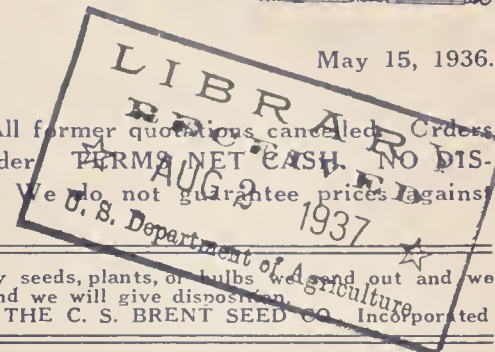 May 15, 1936.
All former quotations cancelled. Orders
der TERMS NET CASH. NO DIS-
We do not guarantee prices against
y seeds, plants, or bulbs we send out and we
nd we will give disposition.
THE C. S. BRENT SEED CO. Incorporated
LIBRARY
RECEIVED
☆ AUG 2 1937 ☆
U. S. Department of Agriculture